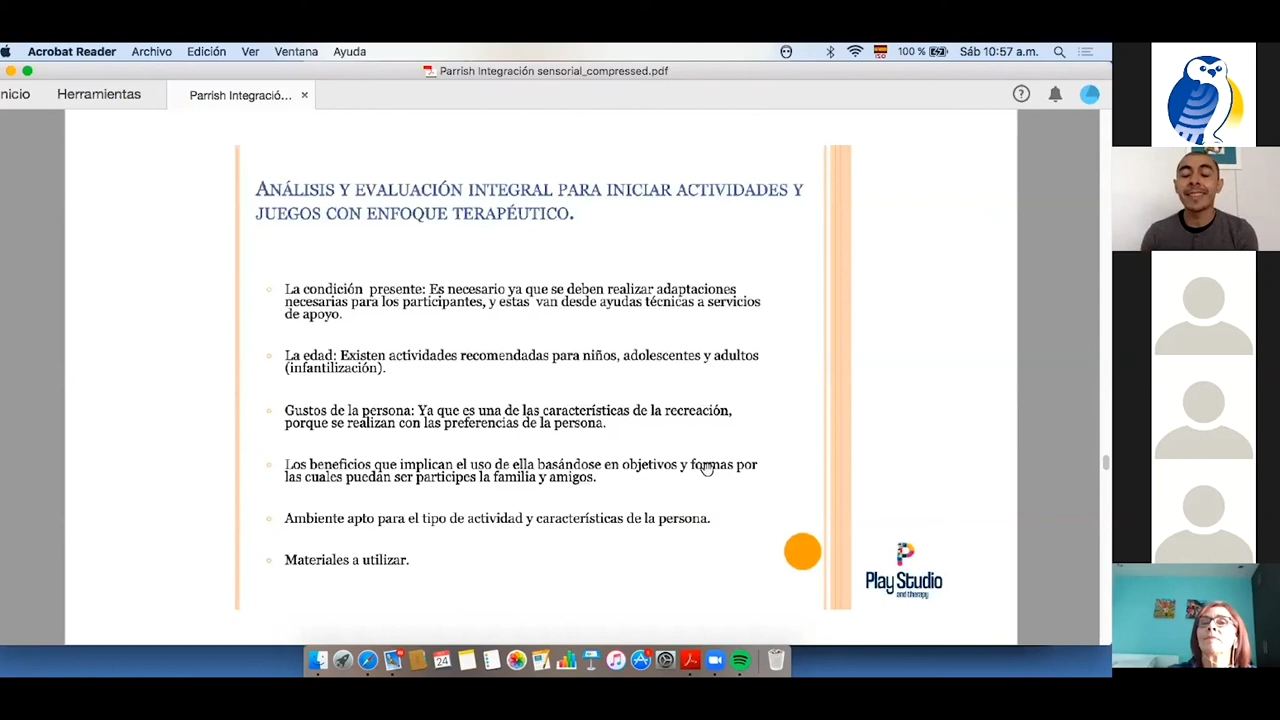 Acrobat Reader Archivo Edición Ver Ventana Ayuda
ISO 100 % Sáb 10:57 a.m.
Parrish Integración sensorial_compressed.pdf
nicio Herramientas Parrish Integració... ×
ANÁLISIS Y EVALUACIÓN INTEGRAL PARA INICIAR ACTIVIDADES Y
JUEGOS CON ENFOQUE TERAPÉUTICO.
La condición presente: Es necesario ya que se deben realizar adaptaciones
necesarias para los participantes, y estas van desde ayudas técnicas a servicios
de apoyo.
La edad: Existen actividades recomendadas para niños, adolescentes y adultos
(infantilización).
Gustos de la persona: Ya que es una de las características de la recreación,
porque se realizan con las preferencias de la persona.
Los beneficios que implican el uso de ella basándose en objetivos y formas por
las cuales puedan ser participes la familia y amigos.
Ambiente apto para el tipo de actividad y características de la persona.
Materiales a utilizar.
P
Play Studio
and therapy
24